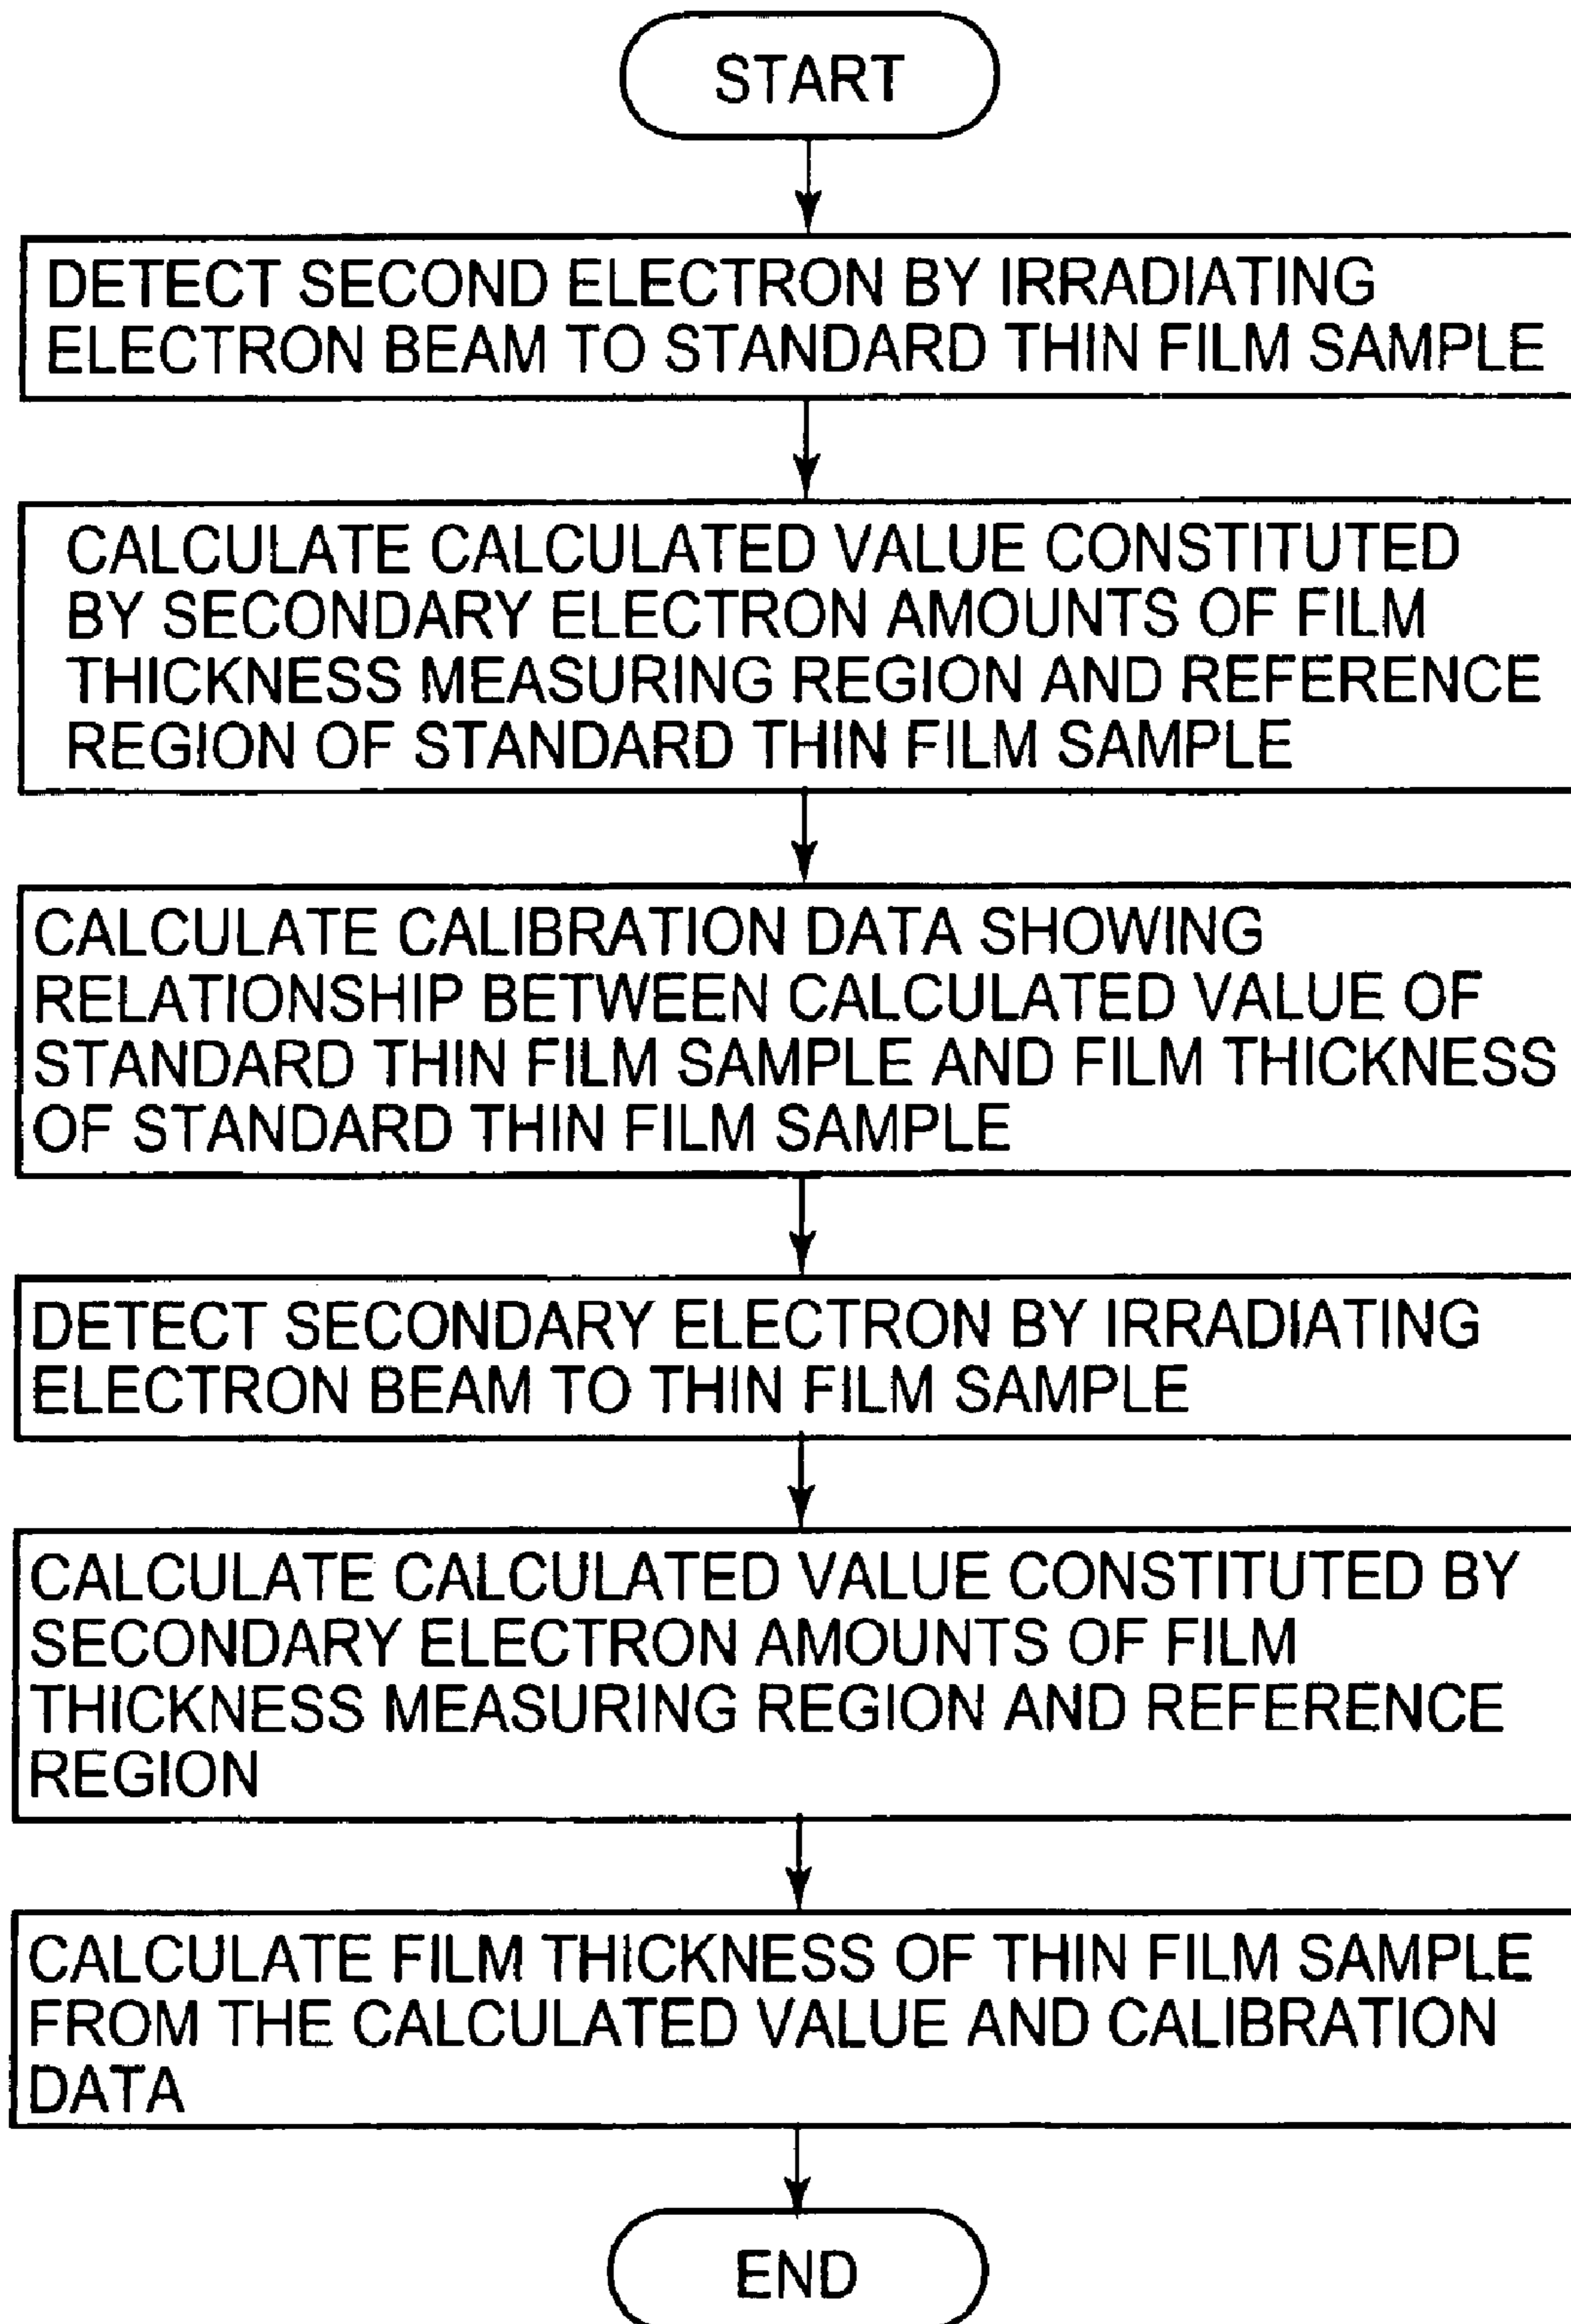 START
DETECT SECOND ELECTRON BY IRRADIATING
ELECTRON BEAM TO STANDARD THIN FILM SAMPLE
CALCULATE CALCULATED VALUE CONSTITUTED
BY SECONDARY ELECTRON AMOUNTS OF FILM
THICKNESS MEASURING REGION AND REFERENCE
REGION OF STANDARD THIN FILM SAMPLE
CALCULATE CALIBRATION DATA SHOWING
RELATIONSHIP BETWEEN CALCULATED VALUE OF
STANDARD THIN FILM SAMPLE AND FILM THICKNESS
OF STANDARD THIN FILM SAMPLE
DETECT SECONDARY ELECTRON BY IRRADIATING
ELECTRON BEAM TO THIN FILM SAMPLE
CALCULATE CALCULATED VALUE CONSTITUTED BY
SECONDARY ELECTRON AMOUNTS OF FILM
THICKNESS MEASURING REGION AND REFERENCE
REGION
CALCULATE FILM THICKNESS OF THIN FILM SAMPLE
FROM THE CALCULATED VALUE AND CALIBRATION
DATA
END